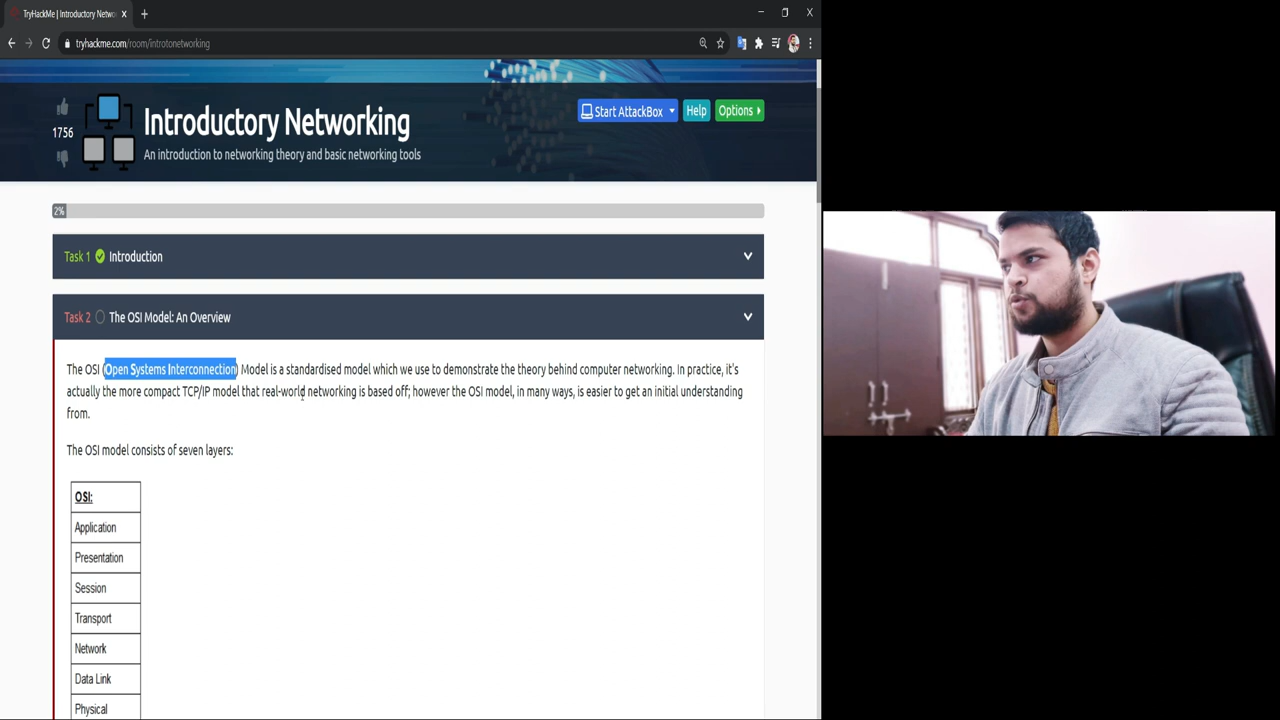 TryHackMe | Introductory Netwo
tryhackme.com/room/introtonetworking
1756
Introductory Networking
An introduction to networking theory and basic networking tools
Start AttackBox
Help
Options
2%
Task 1 Introduction
Task 2 The OSI Model: An Overview
The OSI (Open Systems Interconnection) Model is a standardised model which we use to demonstrate the theory behind computer networking. In practice, it's
actually the more compact TCP/IP model that real-world networking is based off; however the OSI model, in many ways, is easier to get an initial understanding
from.
The OSI model consists of seven layers:
OSI:
Application
Presentation
Session
Transport
Network
Data Link
Physical